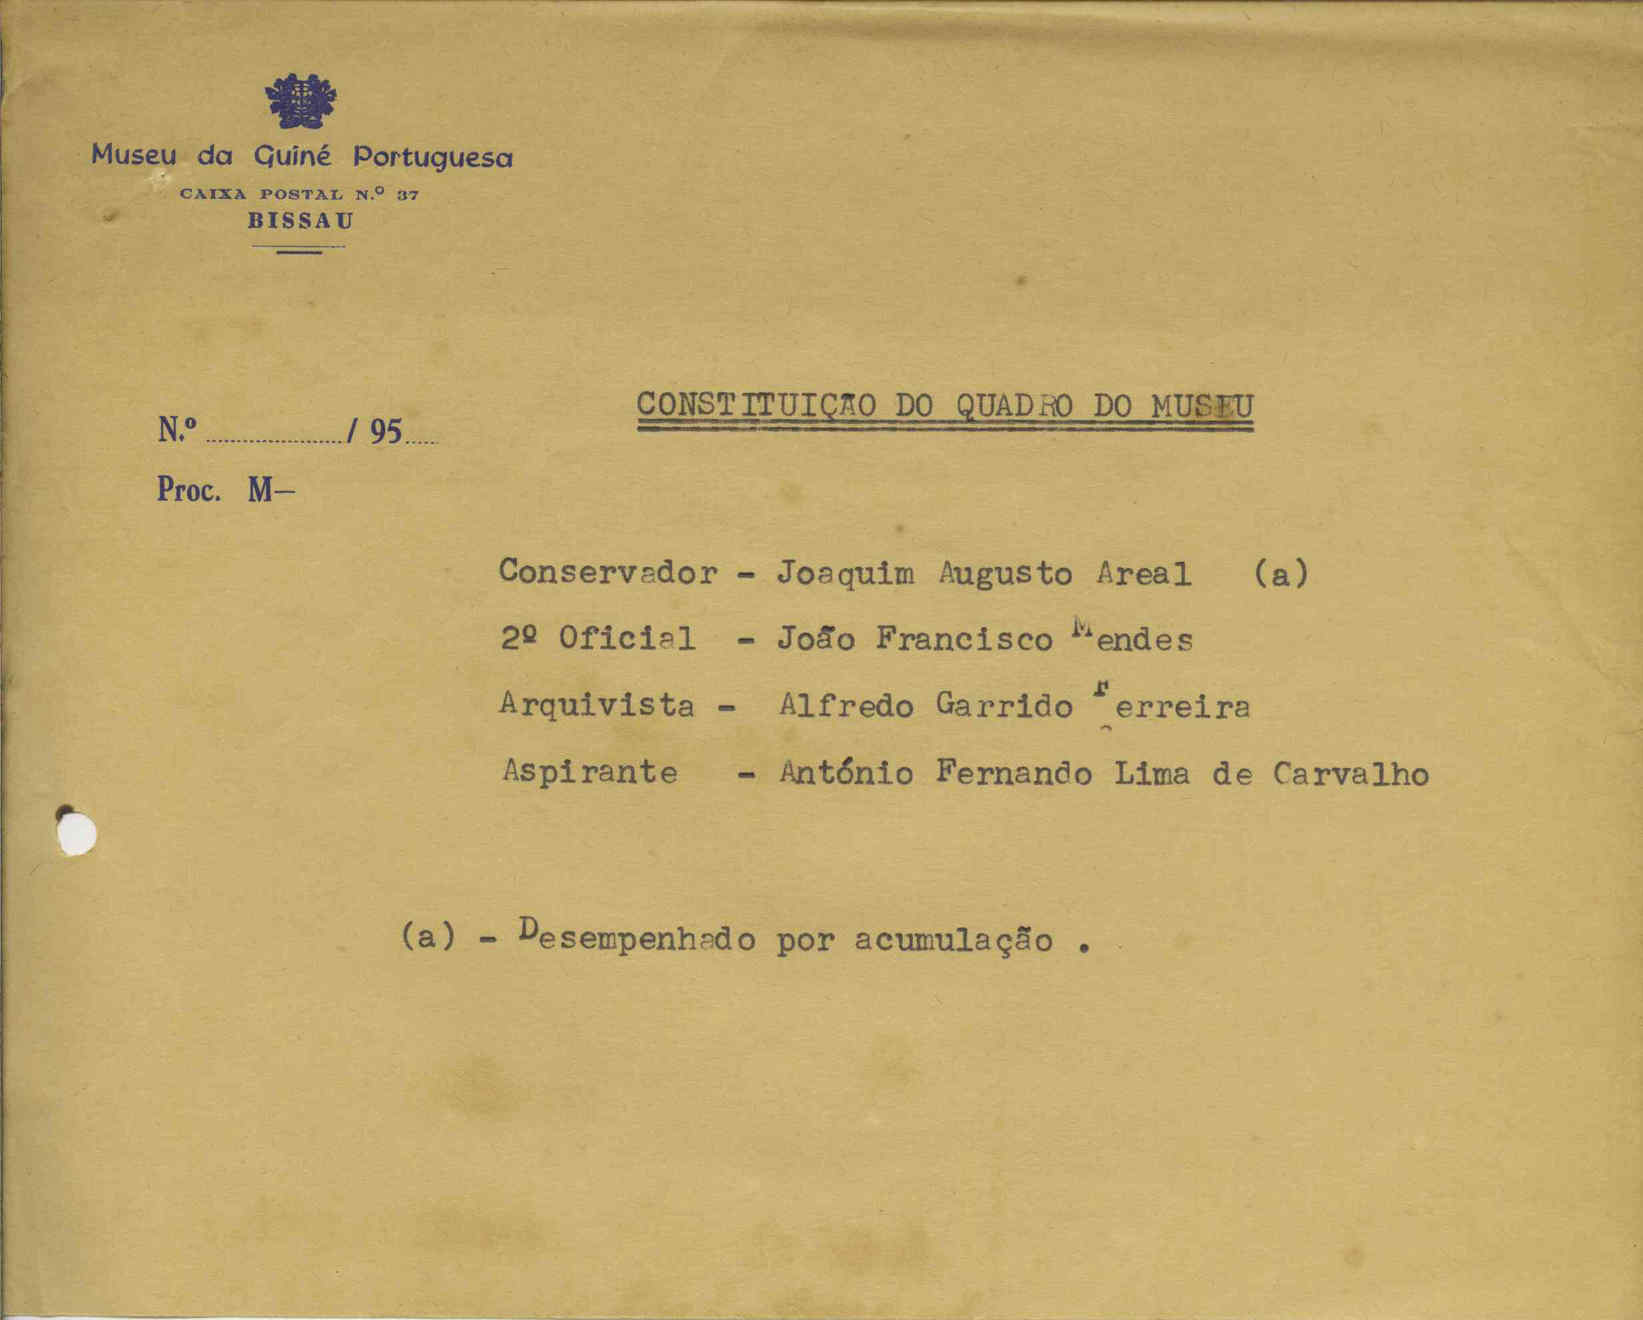 Museu da Guiné Portuguesa
CAIXA POSTAL N.º 37
BISSAU
CONSTITUIÇÃO DO QUADRO DO MUSEU
N.º ..................... / 95.....
Proc. M—
Conservador - Joaquim Augusto Areal (a)
2º Oficial - João Francisco Mendes
Arquivista - Alfredo Garrido Ferreira
Aspirante - António Fernando Lima de Carvalho
(a) - Desempenhado por acumulação .